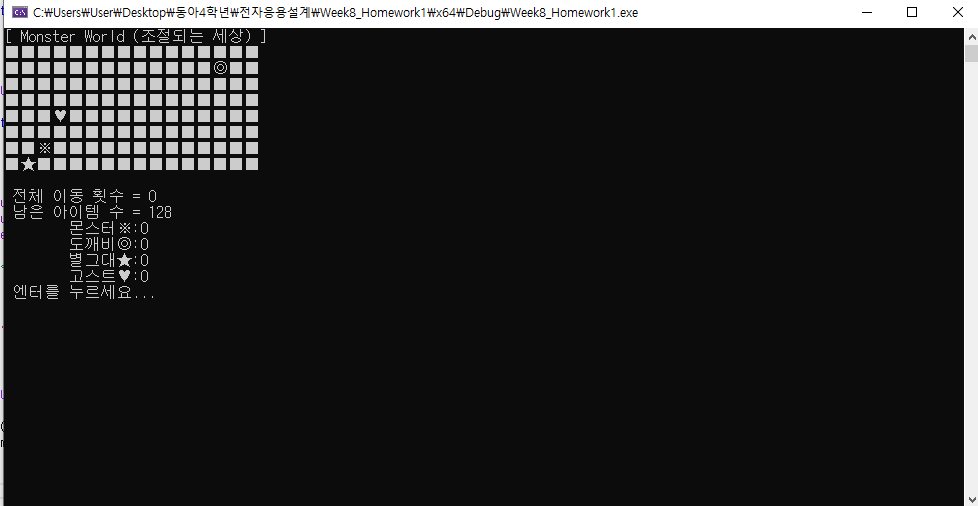 C:₩Users₩User₩Desktop₩동아4학년₩전자응용설계₩Week8_Homework1₩x64₩Debug₩Week8_Homework1.exe
[ Monster World (조절되는 세상) ]
■■■■■■■■■■■■■■■■
■■■■■■■■■■■■■◎■■
■■■■■■■■■■■■■■■■
■■■■■■■■■■■■■■■■
■■■♥■■■■■■■■■■■■
■■■■■■■■■■■■■■■■
■■※■■■■■■■■■■■■■
■★■■■■■■■■■■■■■■
전체 이동 횟수 = 0
남은 아이템 수 = 128
몬스터※:0
도깨비◎:0
별그대★:0
고스트♥:0
엔터를 누르세요...